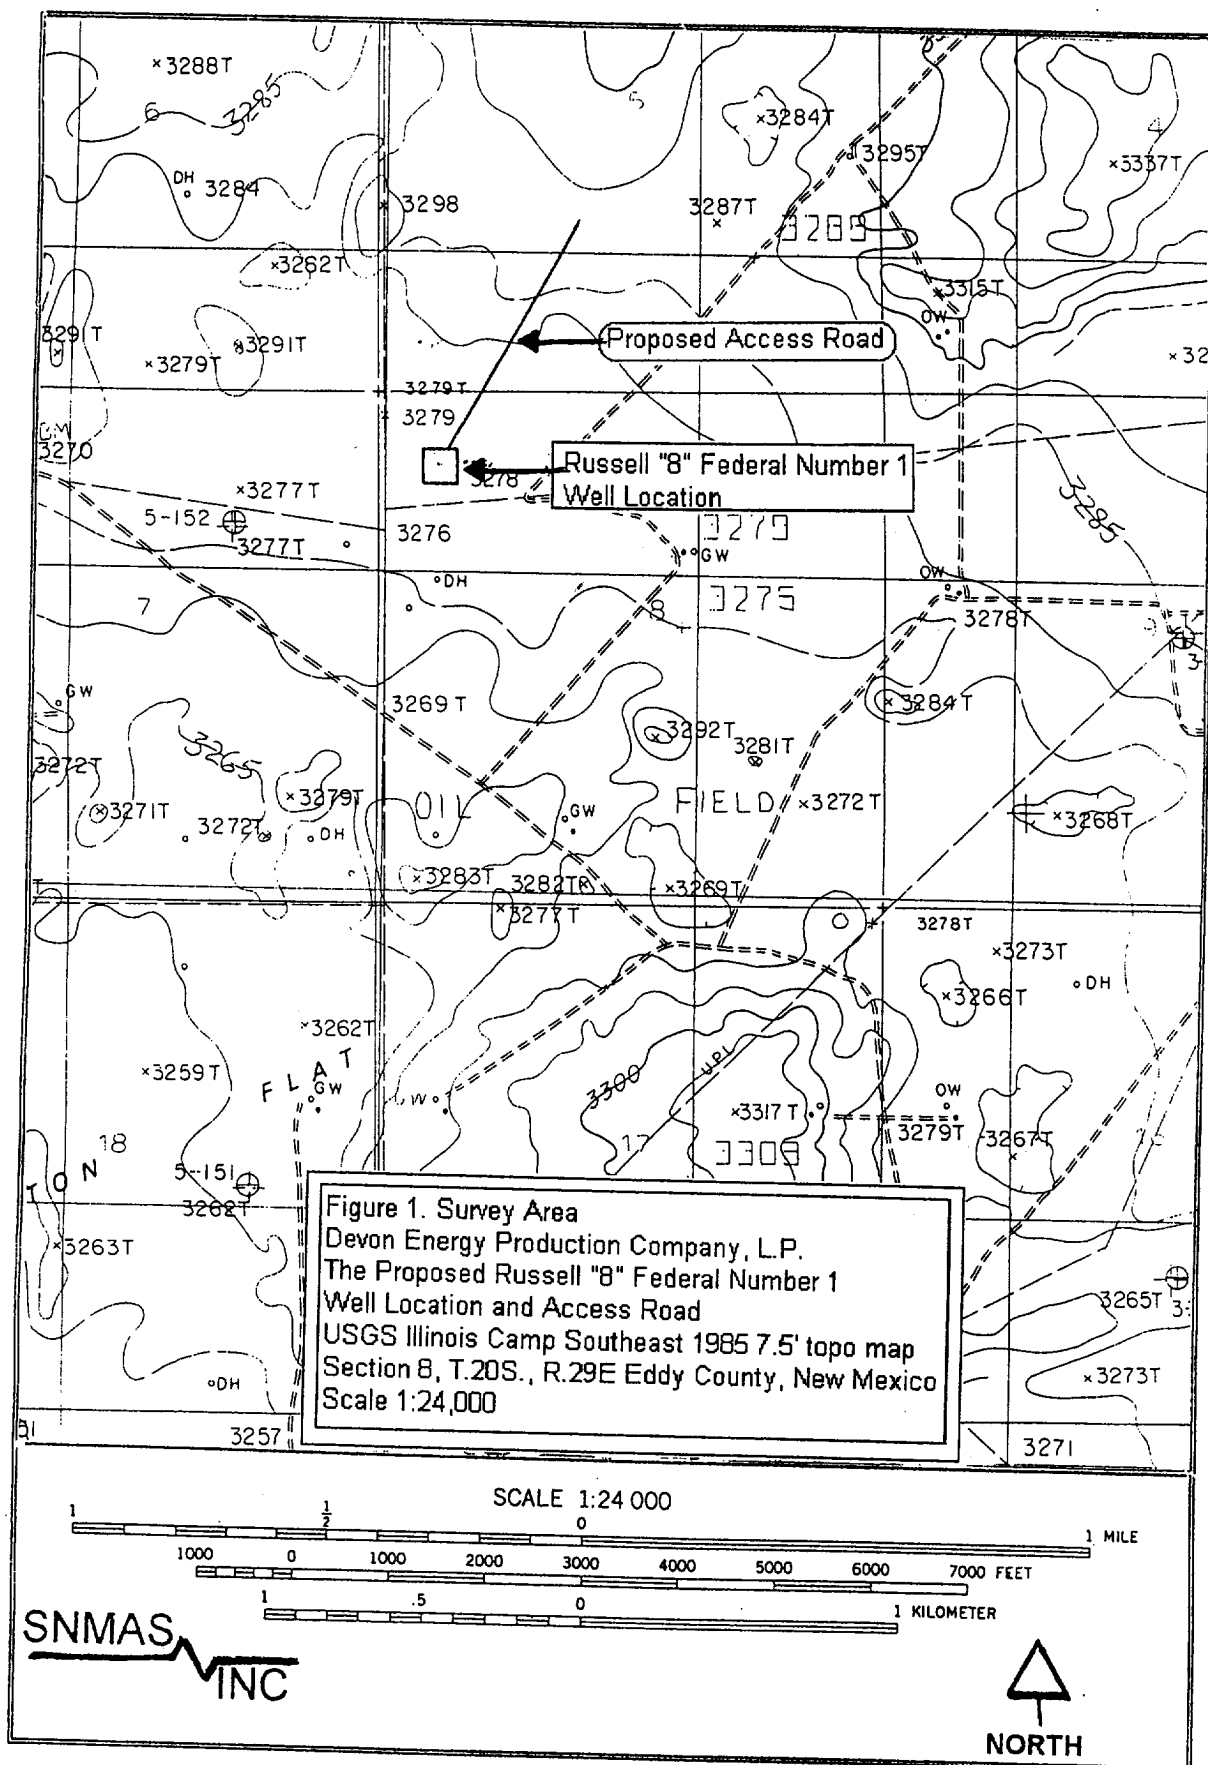 ×3288T
6
3285
5
×3284T
4
3295T
×3337T
DH
3284
3298
3287T
3289
×3282T
×3315T
OW
3291T
×3291T
×3279T
Proposed Access Road
3279T
3279
3270
Russell "8" Federal Number 1
Well Location
3278
3285
×3277T
5-152
3277T
3276
3279
GW
DH
OW
7
8
3275
9
3278T
GW
3269T
×3284T
3292T
3281T
3265
3272T
×3279T
×3271T
3272T
DH
OIL
GW
FIELD
×3272T
×3268T
×3283T
3282T
×3269T
×3277T
3278T
×3273T
×3266T
DH
×3262T
×3259T
FLAT
GW
3300
UPL
×3317T
OW
3279T
3267T
18
17
3309
TON
5-151
3262T
×3263T
3265T
×3273T
DH
3257
3271
Figure 1. Survey Area
Devon Energy Production Company, L.P.
The Proposed Russell "8" Federal Number 1
Well Location and Access Road
USGS Illinois Camp Southeast 1985 7.5' topo map
Section 8, T.20S., R.29E Eddy County, New Mexico
Scale 1:24,000
SCALE 1:24 000
1 ½ 0 1 MILE
1000 0 1000 2000 3000 4000 5000 6000 7000 FEET
1 .5 0 1 KILOMETER
SNMAS
INC
NORTH